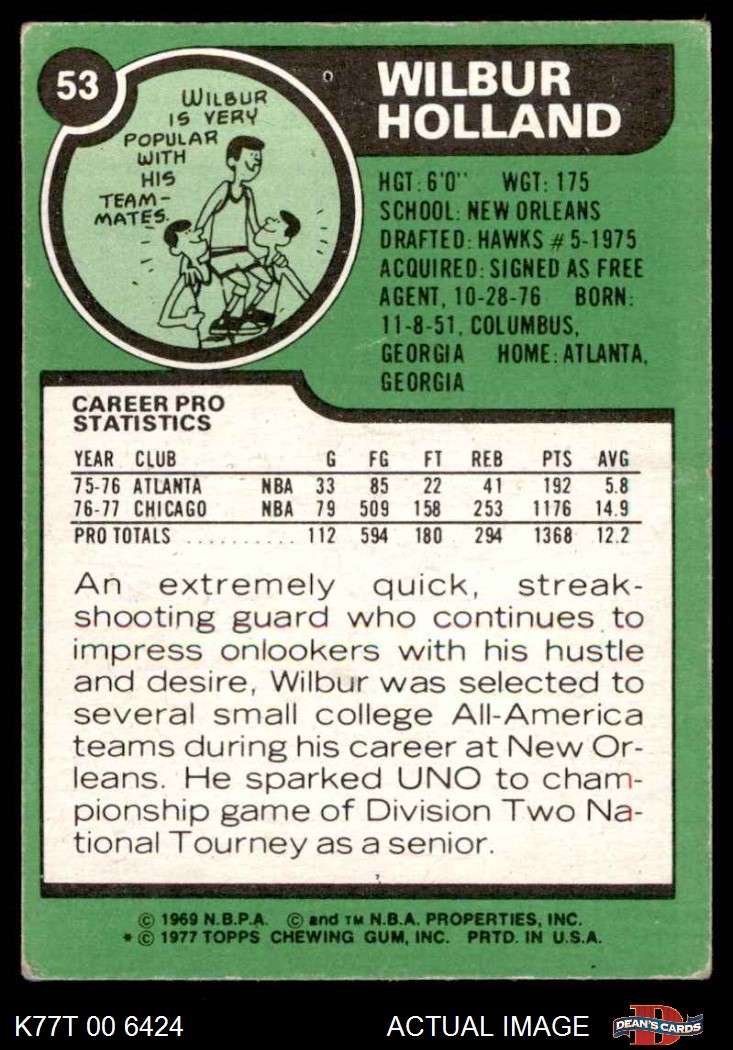 53
WILBUR
HOLLAND
WILBUR
IS VERY
POPULAR
WITH
HIS
TEAM-
MATES.
HGT: 6'0" WGT: 175
SCHOOL: NEW ORLEANS
DRAFTED: HAWKS #5-1975
ACQUIRED: SIGNED AS FREE
AGENT, 10-28-76 BORN:
11-8-51, COLUMBUS,
GEORGIA HOME: ATLANTA,
GEORGIA
CAREER PRO
STATISTICS
YEAR CLUB G FG FT REB PTS AVG
75-76 ATLANTA NBA 33 85 22 41 192 5.8
76-77 CHICAGO NBA 79 509 158 253 1176 14.9
PRO TOTALS .......... 112 594 180 294 1368 12.2
An extremely quick, streak-
shooting guard who continues to
impress onlookers with his hustle
and desire, Wilbur was selected to
several small college All-America
teams during his career at New Or-
leans. He sparked UNO to cham-
pionship game of Division Two Na-
tional Tourney as a senior.
© 1969 N.B.P.A. © and TM N.B.A. PROPERTIES, INC.
* © 1977 TOPPS CHEWING GUM, INC. PRTD. IN U.S.A.
K77T 00 6424 ACTUAL IMAGE D DEAN'S CARDS